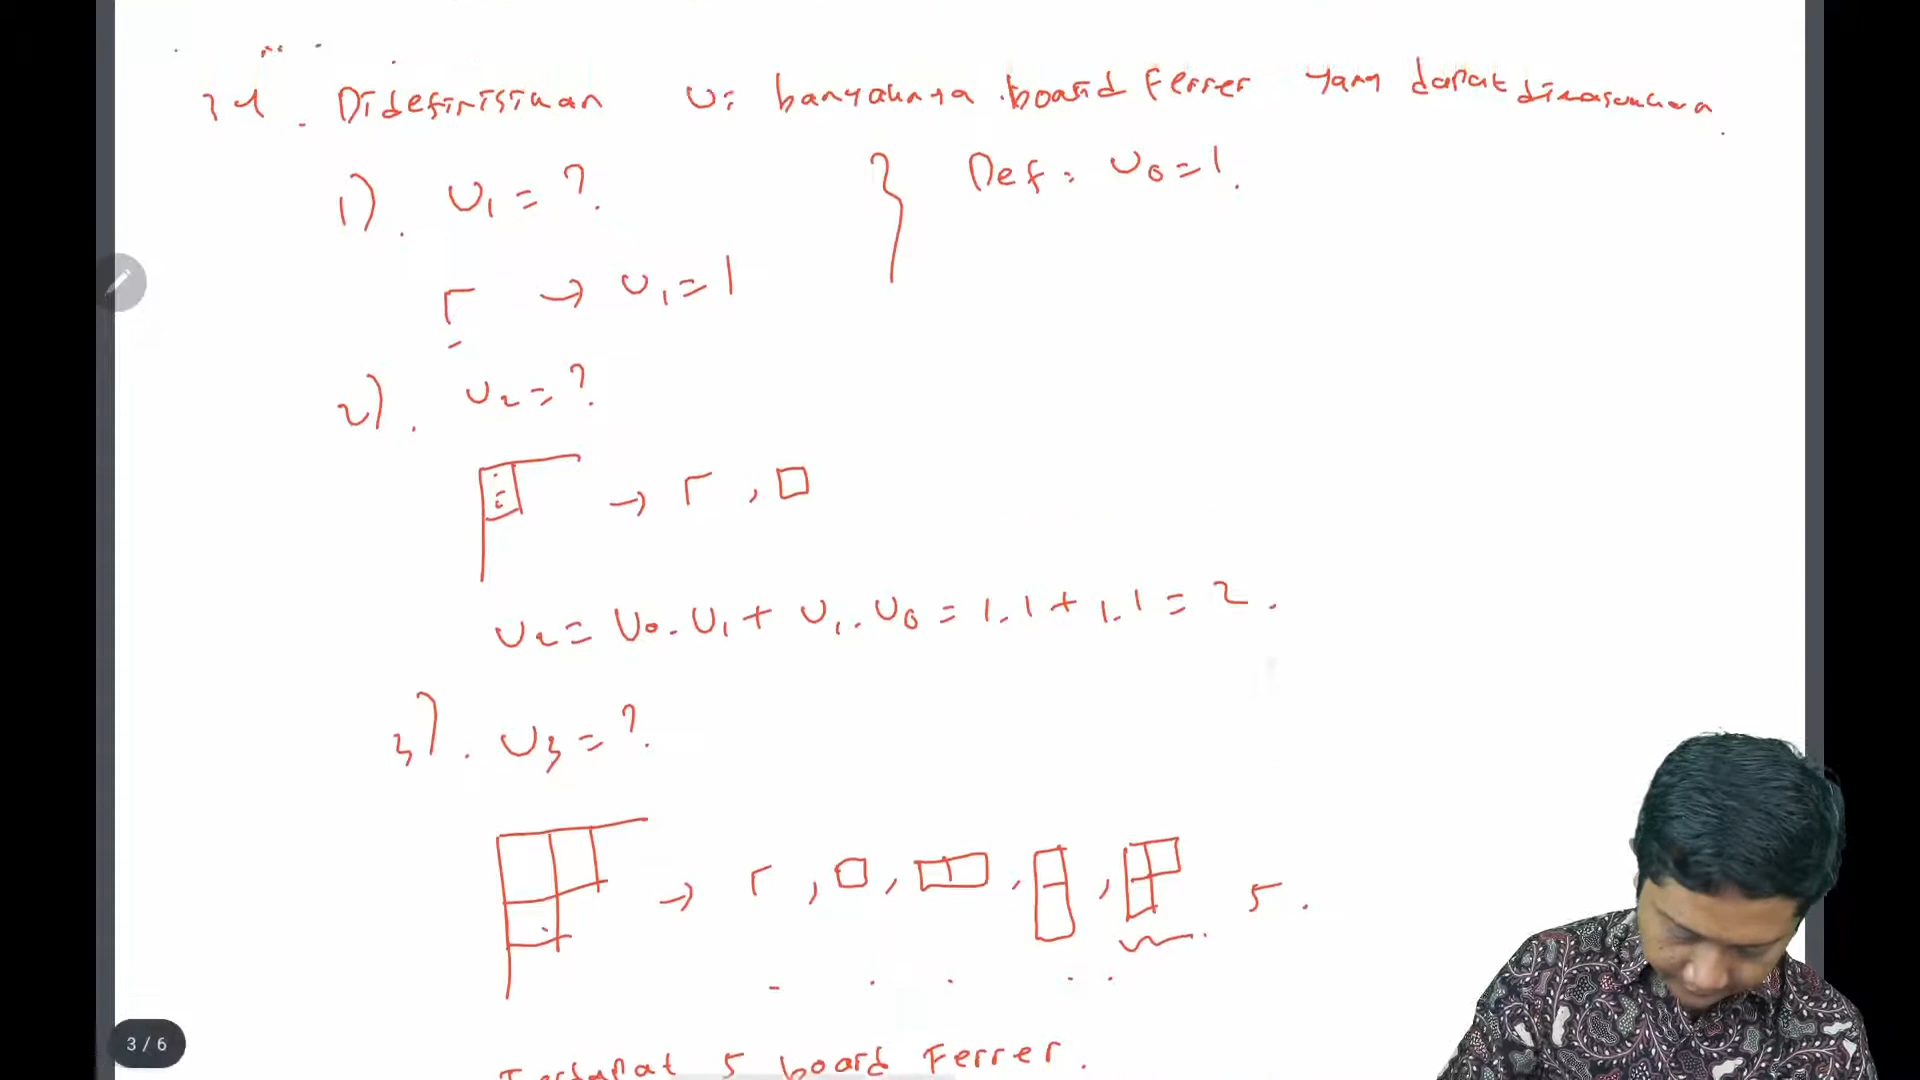 Didefinisikan U: banyaknya board Ferrer yang dapat dimasukkan
1). U₁ = ?
Def: U₀ = 1.
→ U₁ = 1
2). U₂ = ?
→ Γ, □
U₂ = U₀.U₁ + U₁.U₀ = 1.1 + 1.1 = 2.
3). U₃ = ?
→ Γ, □, , , 5.
Terdapat 5 board Ferrer.
3 / 6